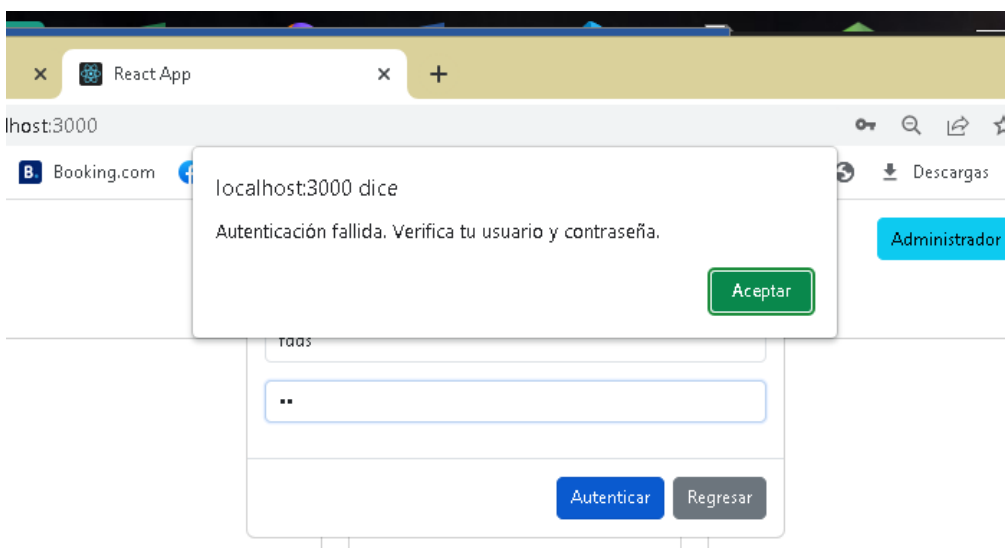 React App
lhost:3000
B. Booking.com
Descargas
localhost:3000 dice
Autenticación fallida. Verifica tu usuario y contraseña.
Aceptar
Administrador
Autenticar
Regresar